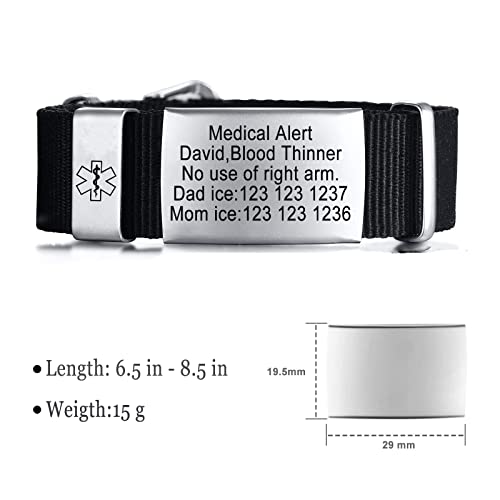 Medical Alert
David,Blood Thinner
No use of right arm.
Dad ice:123 123 1237
Mom ice:123 123 1236
Length: 6.5 in - 8.5 in
Weigth:15 g
19.5mm
29 mm